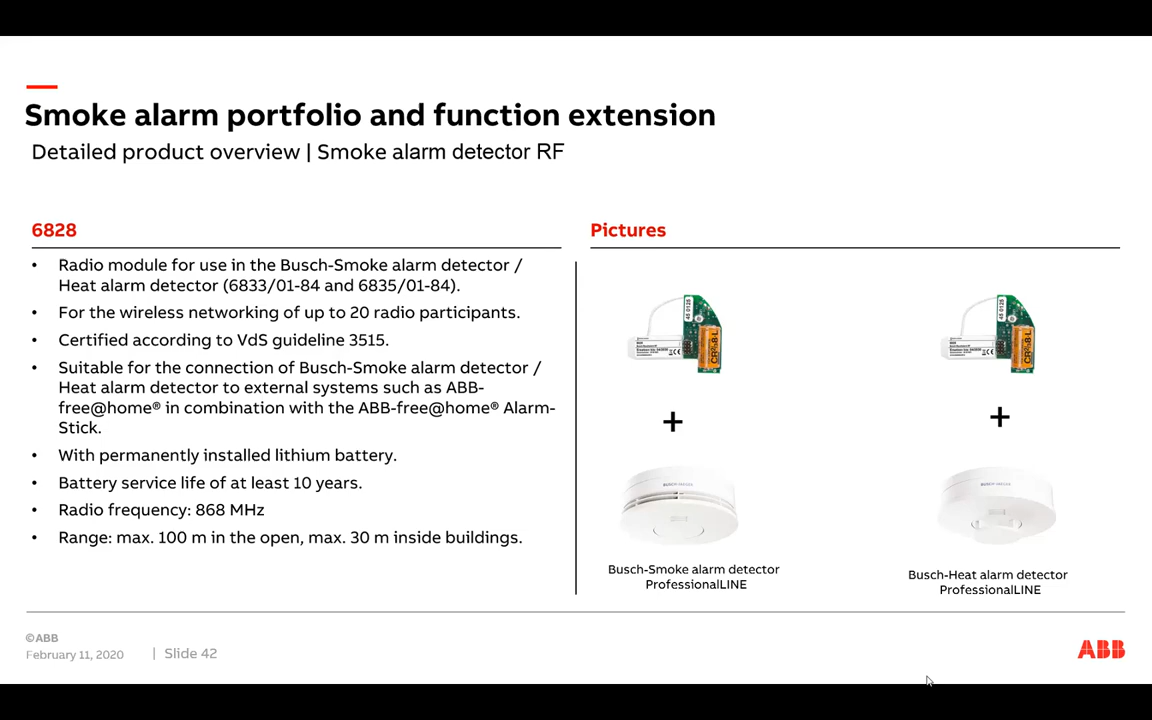 Smoke alarm portfolio and function extension
Detailed product overview | Smoke alarm detector RF
6828
• Radio module for use in the Busch-Smoke alarm detector /
Heat alarm detector (6833/01-84 and 6835/01-84).
• For the wireless networking of up to 20 radio participants.
• Certified according to VdS guideline 3515.
• Suitable for the connection of Busch-Smoke alarm detector /
Heat alarm detector to external systems such as ABB-
free@home® in combination with the ABB-free@home® Alarm-
Stick.
• With permanently installed lithium battery.
• Battery service life of at least 10 years.
• Radio frequency: 868 MHz
• Range: max. 100 m in the open, max. 30 m inside buildings.
Pictures
+
+
BUSCH-JAEGER
BUSCH-JAEGER
Busch-Smoke alarm detector
ProfessionalLINE
Busch-Heat alarm detector
ProfessionalLINE
©ABB
February 11, 2020 | Slide 42
ABB